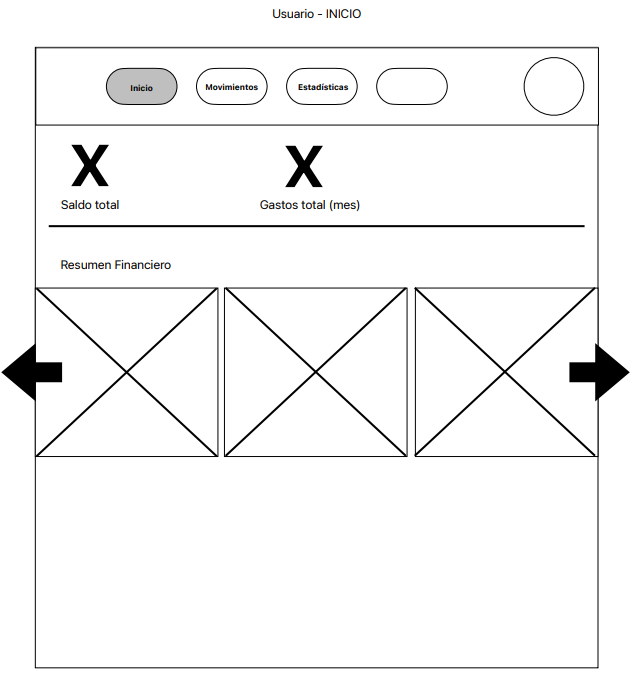 Usuario - INICIO
Inicio
Movimientos
Estadísticas
X
X
Saldo total
Gastos total (mes)
Resumen Financiero